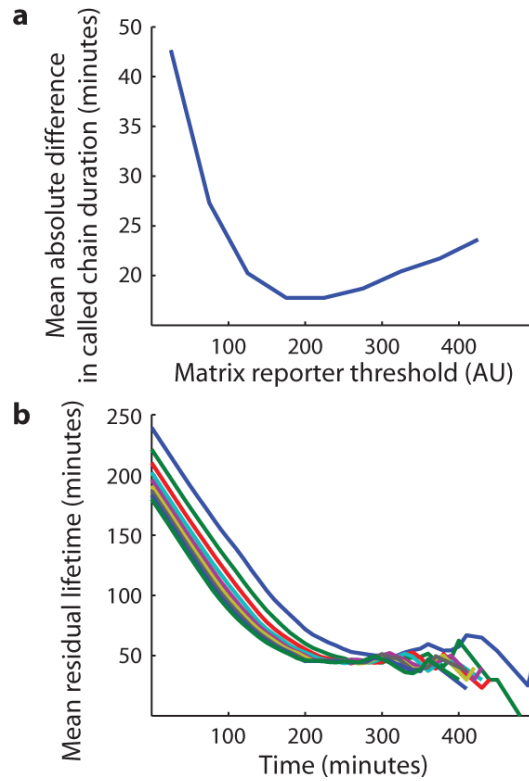 a
Mean absolute difference
in called chain duration (minutes)
50
45
40
35
30
25
20
100
200
300
400
Matrix reporter threshold (AU)
b
Mean residual lifetime (minutes)
250
200
150
100
50
100
200
300
400
Time (minutes)